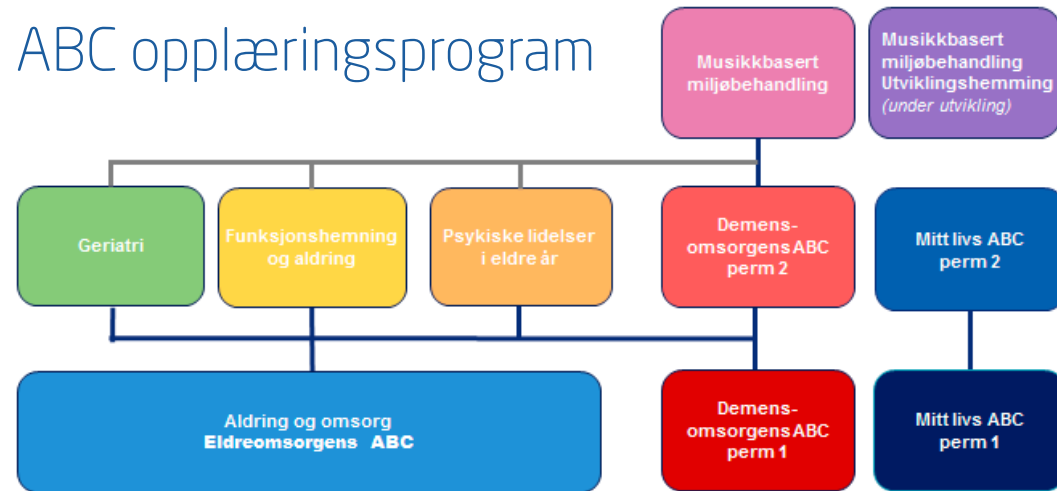 ABC opplæringsprogram
Musikkbasert
miljøbehandling
Musikkbasert
miljøbehandling
Utviklingshemming
(under utvikling)
Geriatri
Funksjonshemning
og aldring
Psykiske lidelser
i eldre år
Demens-
omsorgens ABC
perm 2
Mitt livs ABC
perm 2
Aldring og omsorg
Eldreomsorgens ABC
Demens-
omsorgens ABC
perm 1
Mitt livs ABC
perm 1